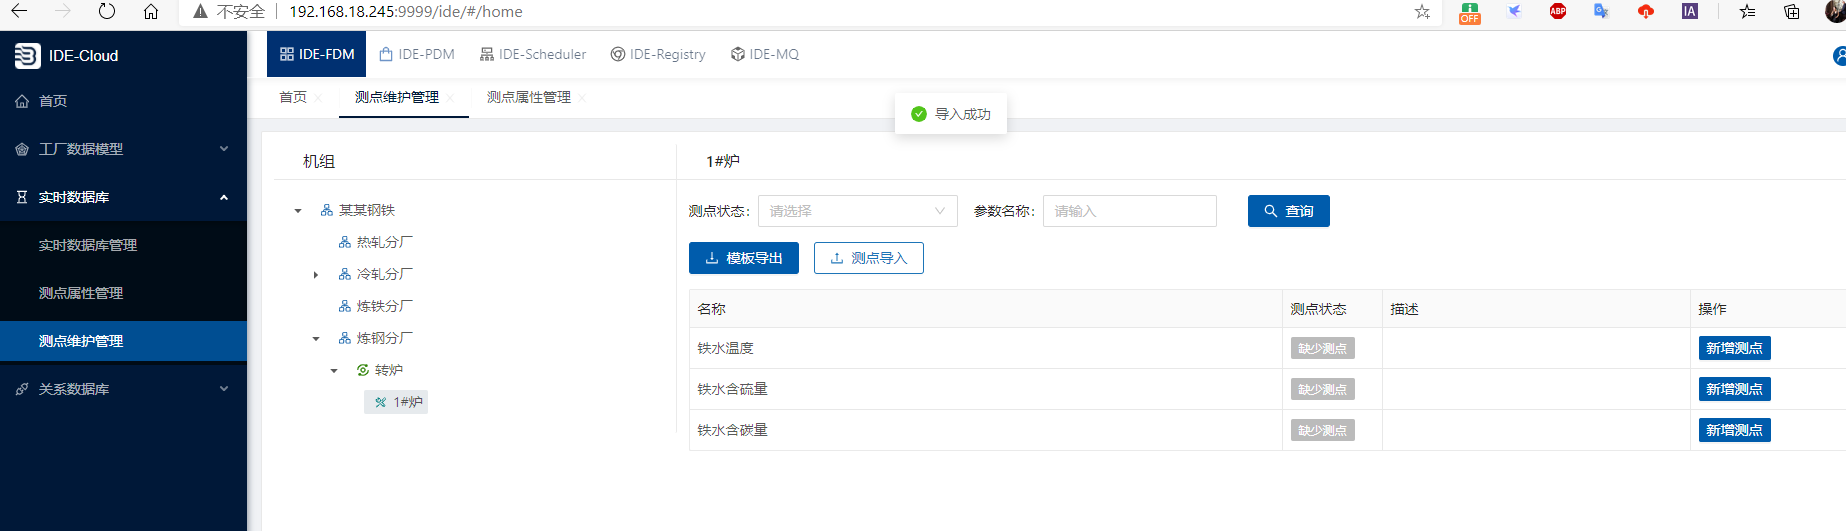 不安全 192.168.18.245:9999/ide/#/home
OFF ABP G IA
IDE-Cloud
首页
工厂数据模型
实时数据库
实时数据库管理
测点属性管理
测点维护管理
关系数据库
IDE-FDM IDE-PDM IDE-Scheduler IDE-Registry IDE-MQ
首页 测点维护管理 测点属性管理
导入成功
机组
某某钢铁
热轧分厂
冷轧分厂
炼铁分厂
炼钢分厂
转炉
1#炉
1#炉
测点状态: 请选择 参数名称: 请输入 查询
模板导出 测点导入
名称 测点状态 描述 操作
铁水温度 缺少测点 新增测点
铁水含硫量 缺少测点 新增测点
铁水含碳量 缺少测点 新增测点